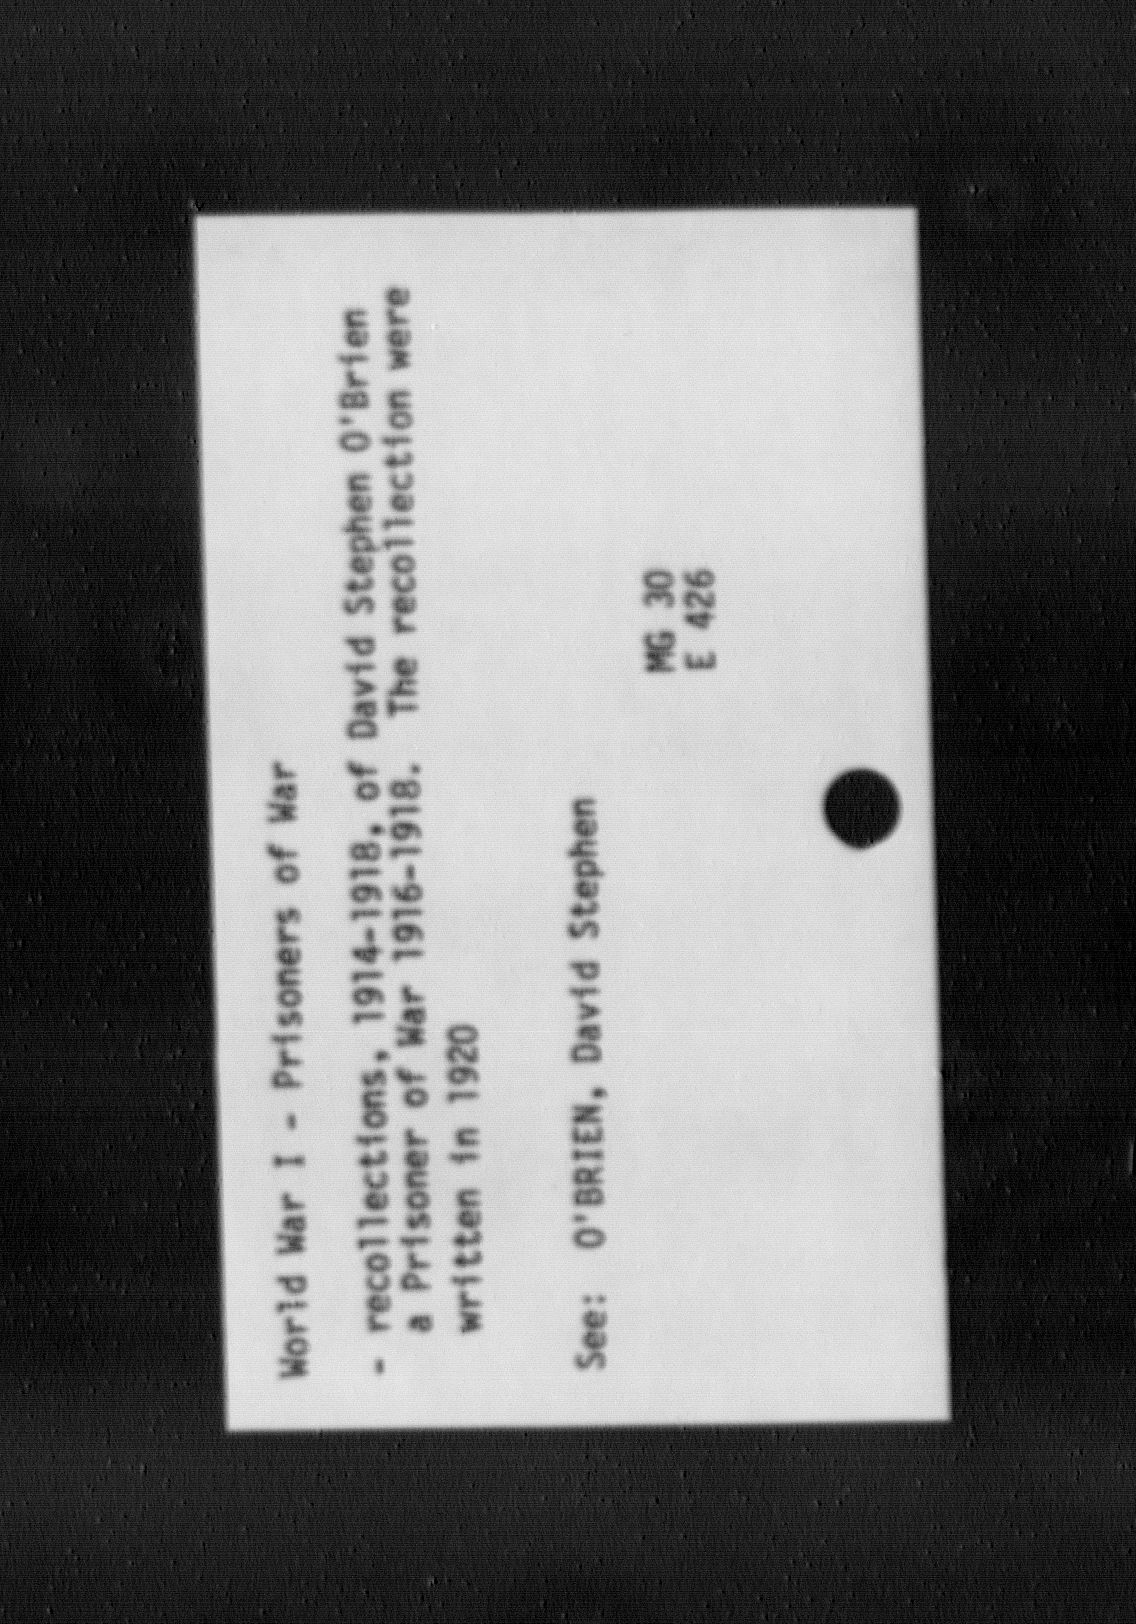 World War I - Prisoners of War
- recollections, 1914-1918, of David Stephen O'Brien
a Prisoner of War 1916-1918. The recollection were
written in 1920
See: O'BRIEN, David Stephen
MG 30
E 426